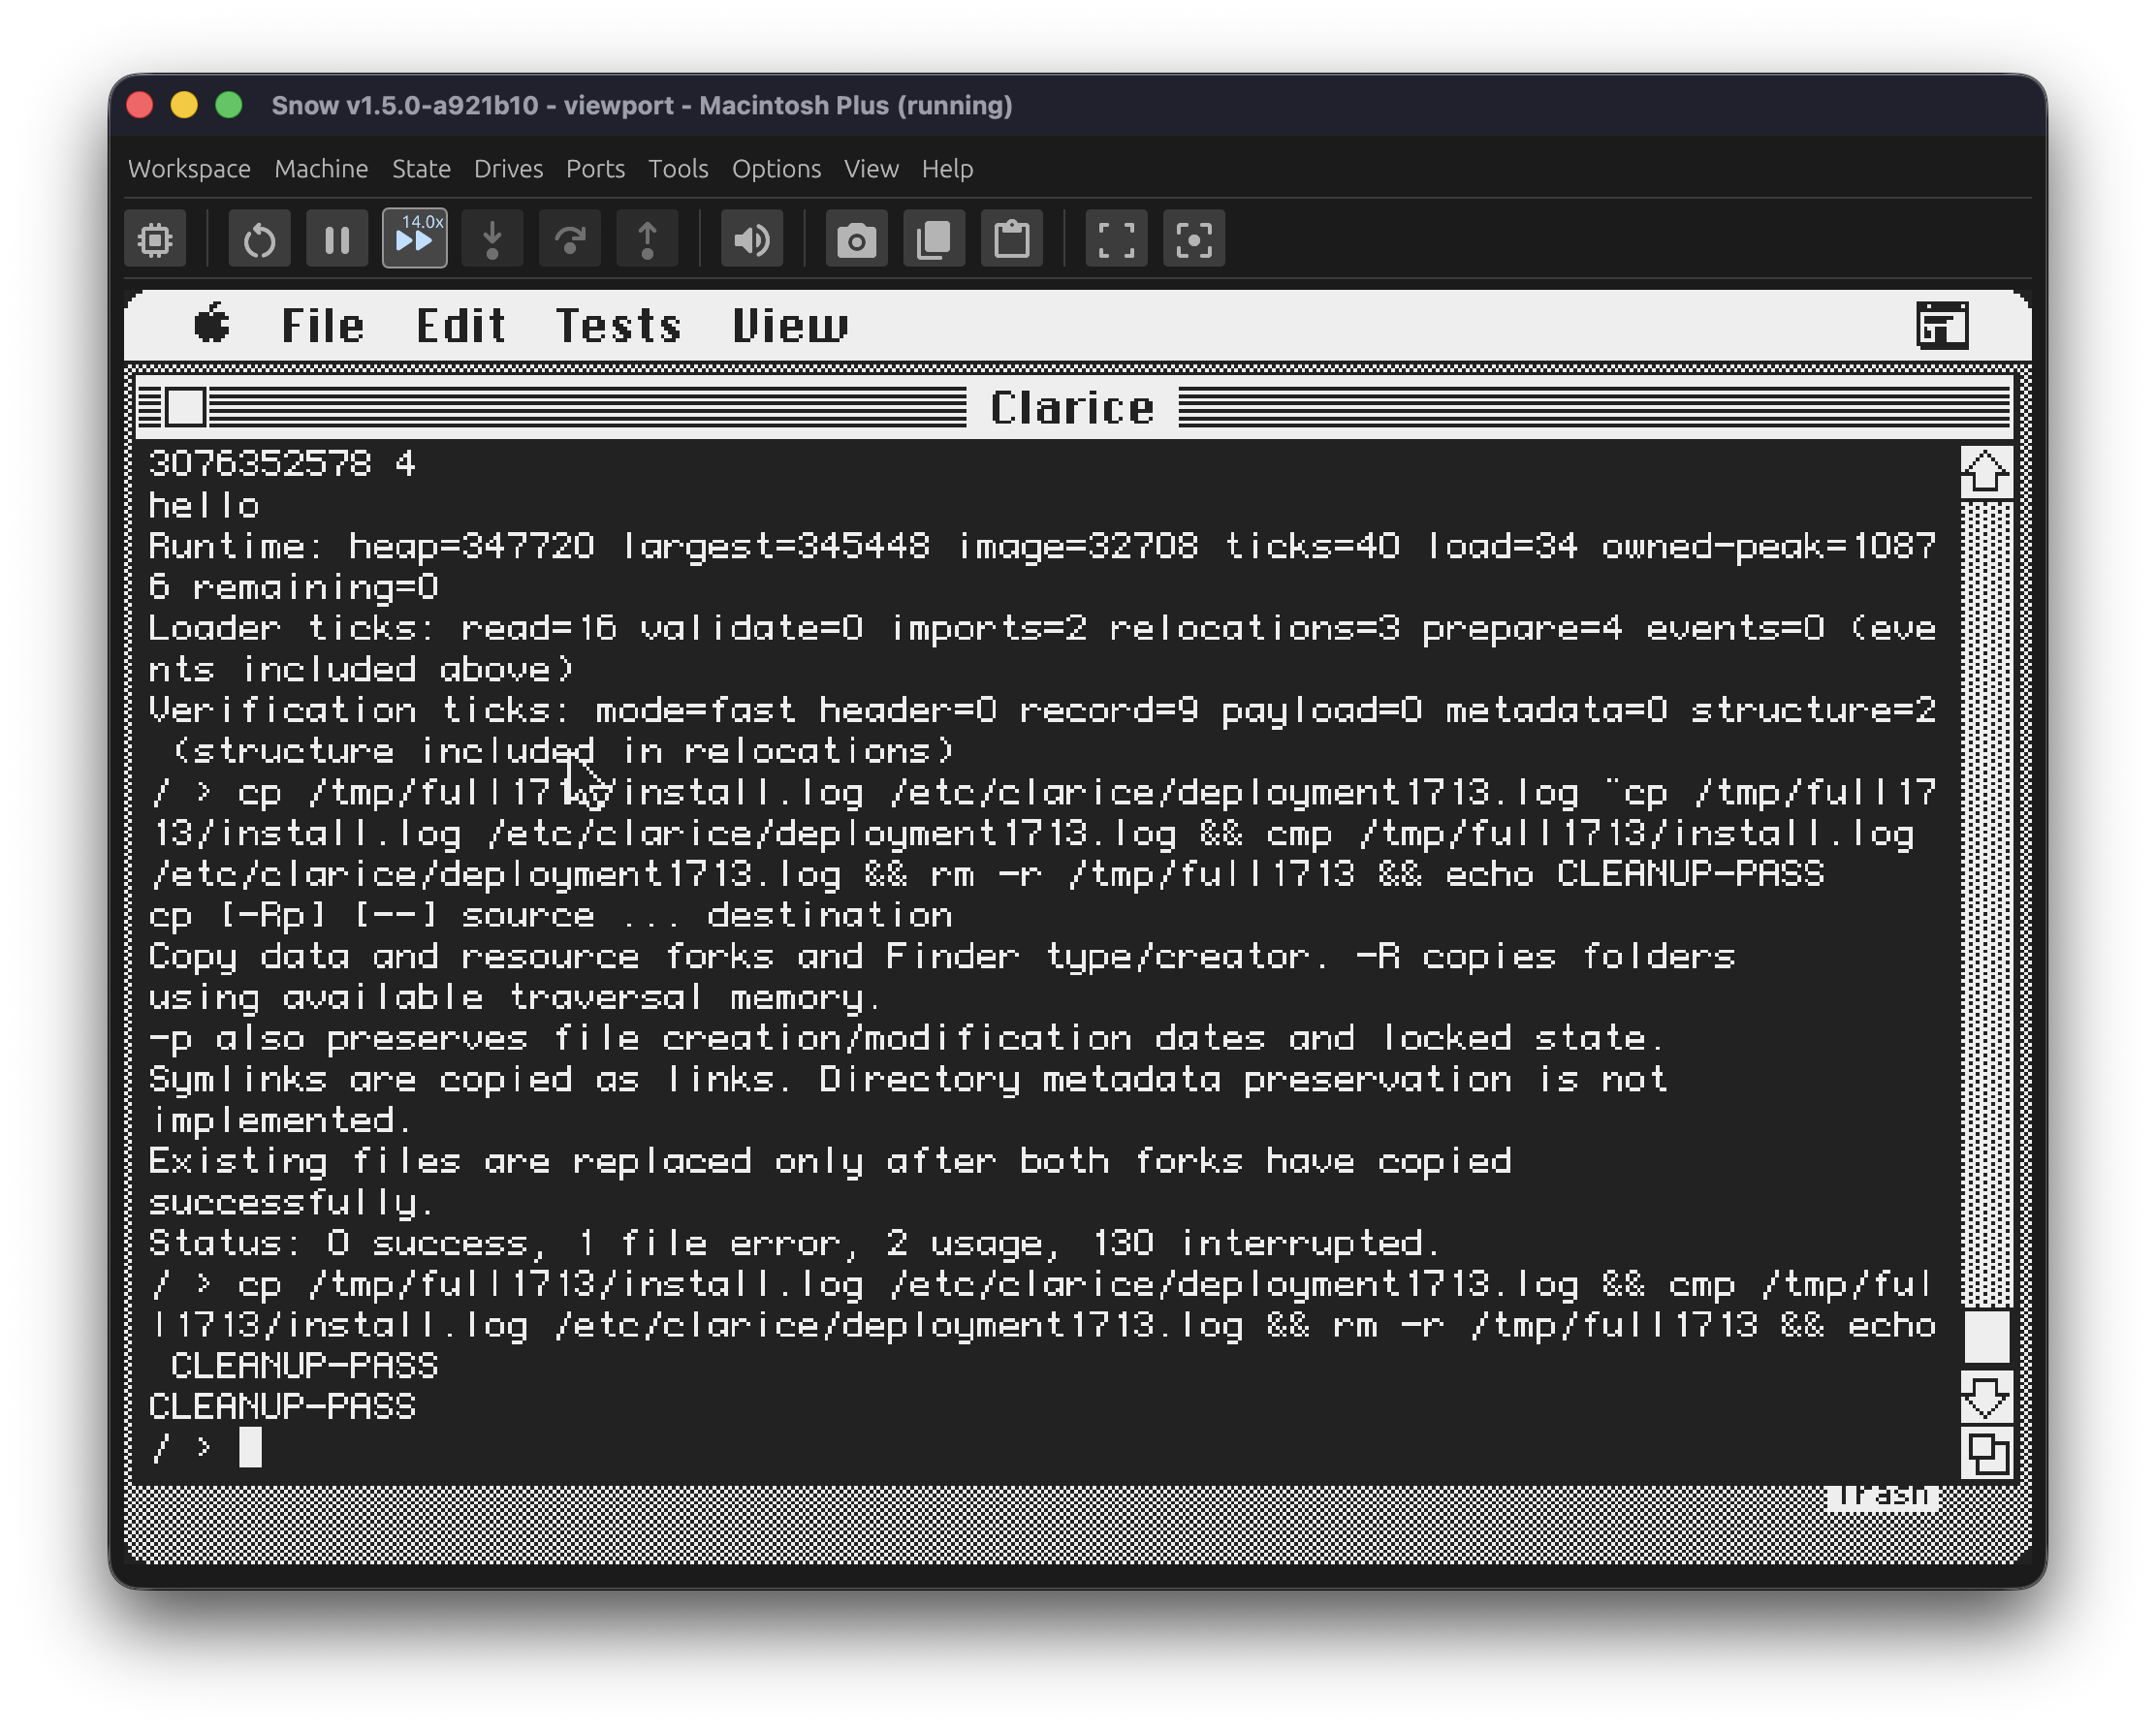 Snow v1.5.0-a921b10 - viewport - Macintosh Plus (running)
Workspace Machine State Drives Ports Tools Options View Help
14.0x
File Edit Tests View
Clarice
3076352578 4
hello
Runtime: heap=347720 largest=345448 image=32708 ticks=40 load=34 owned-peak=1087
6 remaining=0
Loader ticks: read=16 validate=0 imports=2 relocations=3 prepare=4 events=0 (eve
nts included above)
Verification ticks: mode=fast header=0 record=9 payload=0 metadata=0 structure=2
 (structure included in relocations)
/ > cp /tmp/full1713/install.log /etc/clarice/deployment1713.log ¨cp /tmp/full17
13/install.log /etc/clarice/deployment1713.log && cmp /tmp/full1713/install.log
/etc/clarice/deployment1713.log && rm -r /tmp/full1713 && echo CLEANUP-PASS
cp [-Rp] [--] source ... destination
Copy data and resource forks and Finder type/creator. -R copies folders
using available traversal memory.
-p also preserves file creation/modification dates and locked state.
Symlinks are copied as links. Directory metadata preservation is not
implemented.
Existing files are replaced only after both forks have copied
successfully.
Status: 0 success, 1 file error, 2 usage, 130 interrupted.
/ > cp /tmp/full1713/install.log /etc/clarice/deployment1713.log && cmp /tmp/ful
l1713/install.log /etc/clarice/deployment1713.log && rm -r /tmp/full1713 && echo
 CLEANUP-PASS
CLEANUP-PASS
/ >
Trash